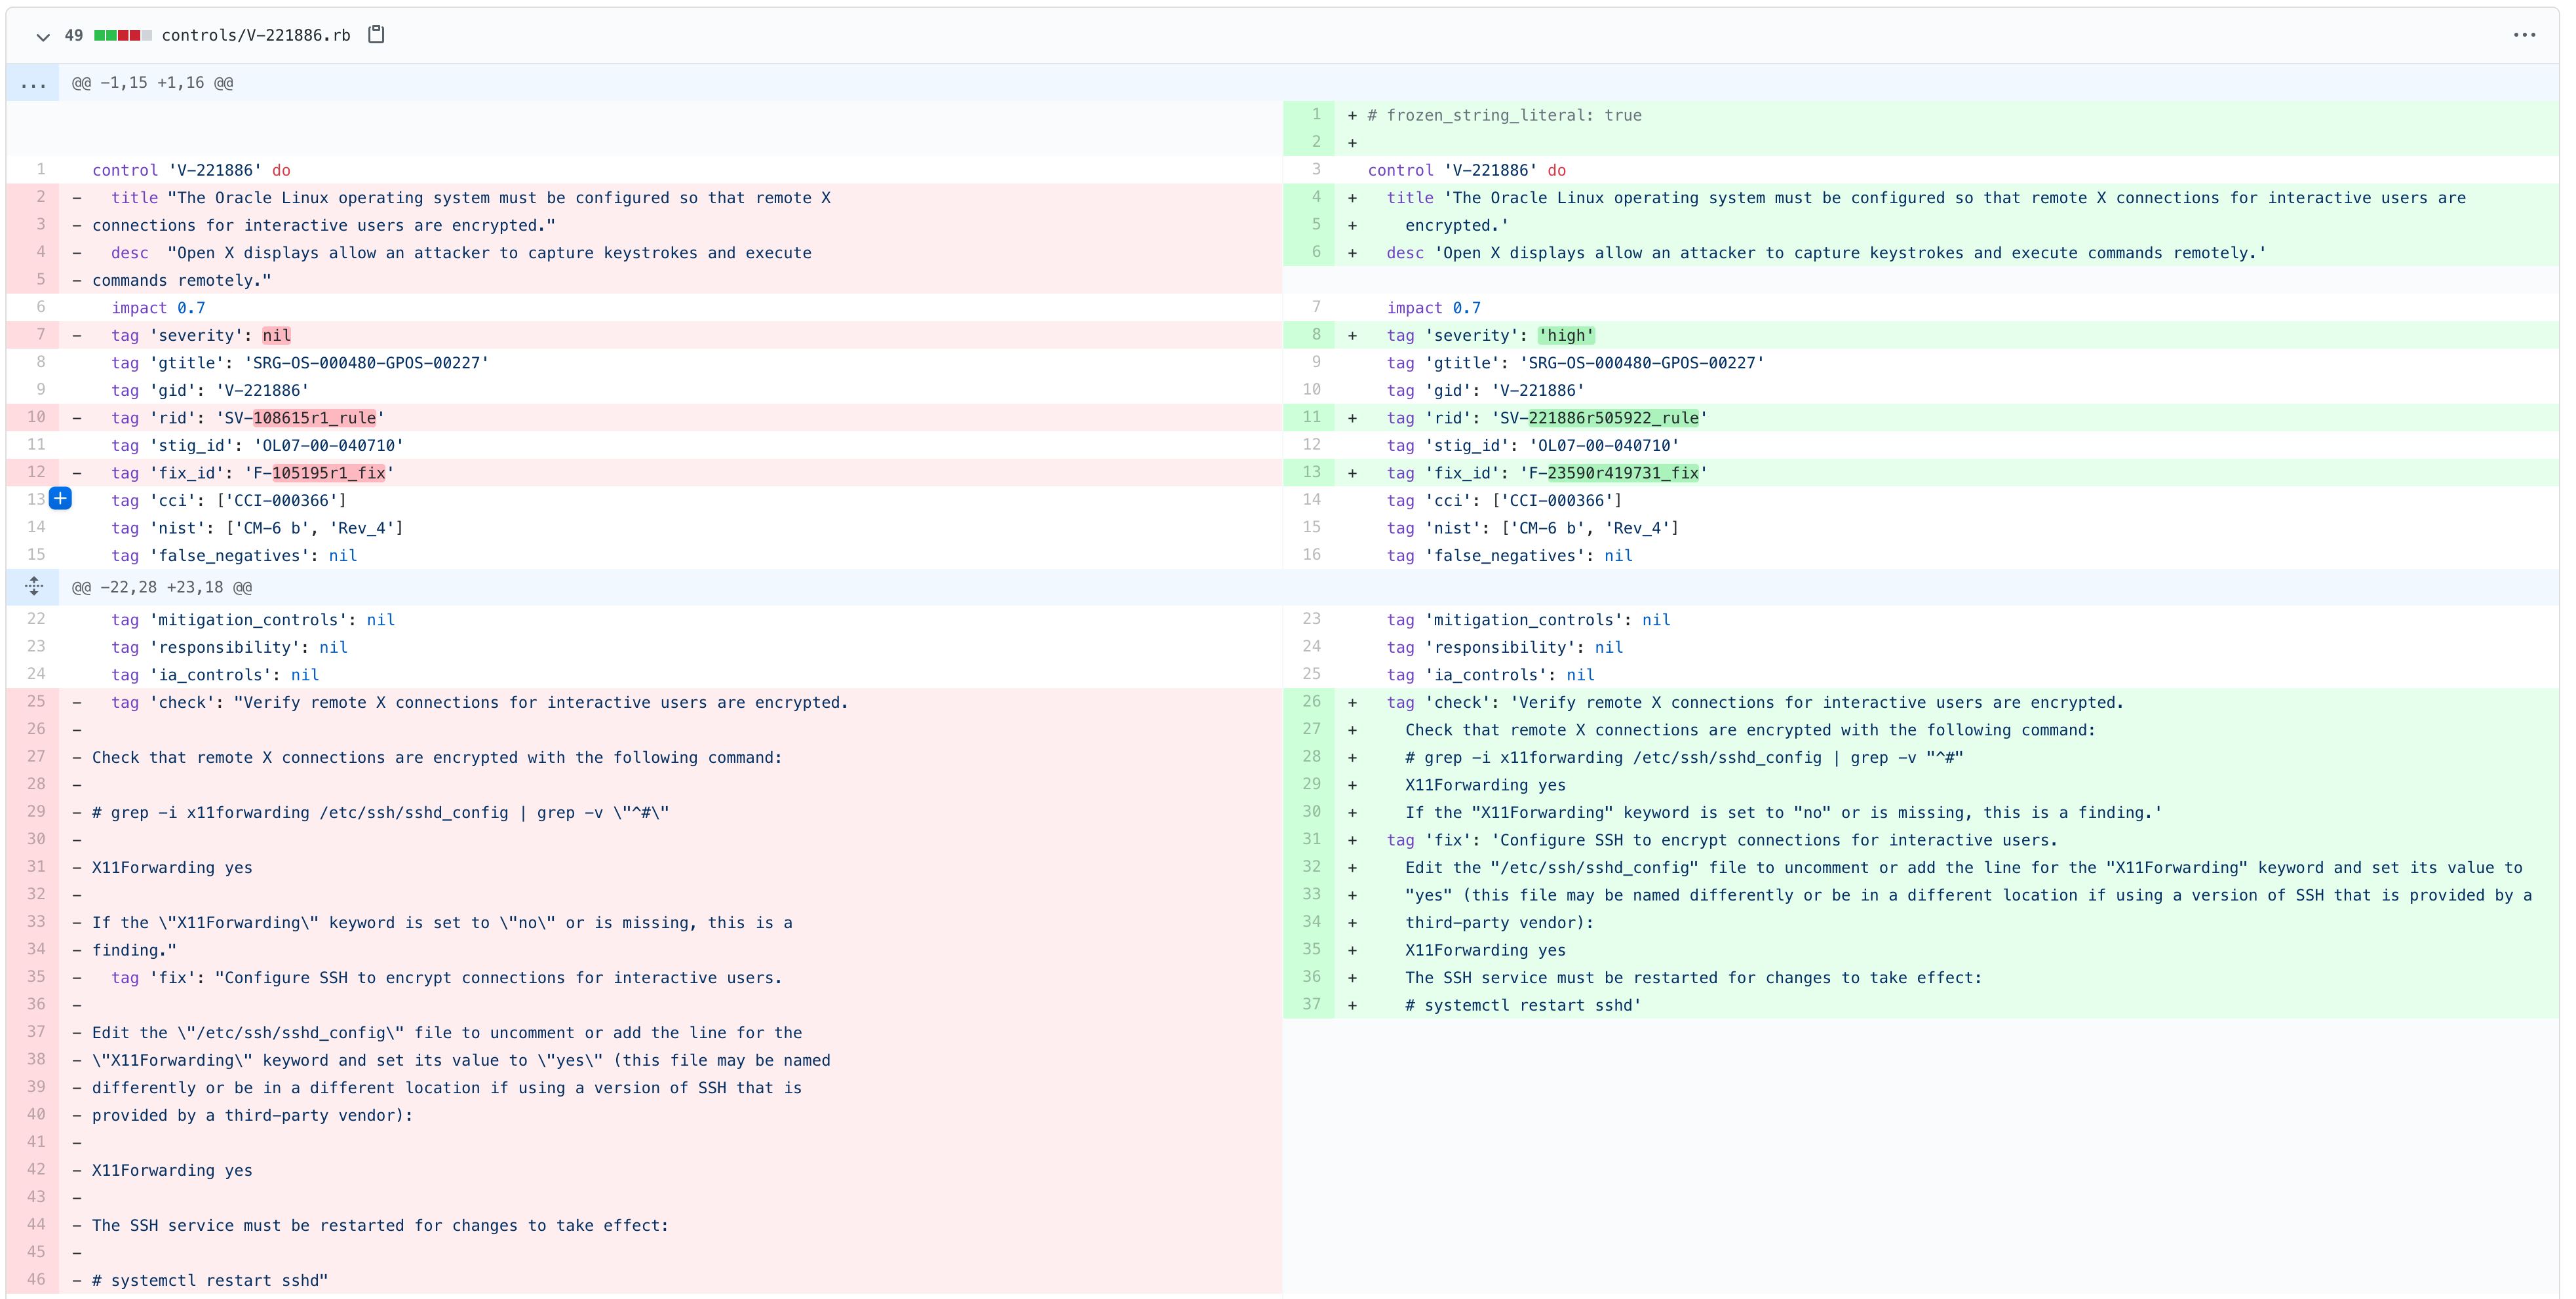 49 controls/V-221886.rb
... @@ -1,15 +1,16 @@
1 + # frozen_string_literal: true
2 +
1 control 'V-221886' do
3 control 'V-221886' do
2 - title "The Oracle Linux operating system must be configured so that remote X
4 + title 'The Oracle Linux operating system must be configured so that remote X connections for interactive users are
3 - connections for interactive users are encrypted."
5 + encrypted.'
4 - desc  "Open X displays allow an attacker to capture keystrokes and execute
6 + desc 'Open X displays allow an attacker to capture keystrokes and execute commands remotely.'
5 - commands remotely."
6 impact 0.7
7 impact 0.7
7 - tag 'severity': nil
8 + tag 'severity': 'high'
8 tag 'gtitle': 'SRG-OS-000480-GPOS-00227'
9 tag 'gtitle': 'SRG-OS-000480-GPOS-00227'
9 tag 'gid': 'V-221886'
10 tag 'gid': 'V-221886'
10 - tag 'rid': 'SV-108615r1_rule'
11 + tag 'rid': 'SV-221886r505922_rule'
11 tag 'stig_id': 'OL07-00-040710'
12 tag 'stig_id': 'OL07-00-040710'
12 - tag 'fix_id': 'F-105195r1_fix'
13 + tag 'fix_id': 'F-23590r419731_fix'
13 tag 'cci': ['CCI-000366']
14 tag 'cci': ['CCI-000366']
14 tag 'nist': ['CM-6 b', 'Rev_4']
15 tag 'nist': ['CM-6 b', 'Rev_4']
15 tag 'false_negatives': nil
16 tag 'false_negatives': nil
@@ -22,28 +23,18 @@
22 tag 'mitigation_controls': nil
23 tag 'mitigation_controls': nil
23 tag 'responsibility': nil
24 tag 'responsibility': nil
24 tag 'ia_controls': nil
25 tag 'ia_controls': nil
25 - tag 'check': "Verify remote X connections for interactive users are encrypted.
26 + tag 'check': 'Verify remote X connections for interactive users are encrypted.
26 -
27 + Check that remote X connections are encrypted with the following command:
27 - Check that remote X connections are encrypted with the following command:
28 + # grep -i x11forwarding /etc/ssh/sshd_config | grep -v "^#"
28 -
29 + X11Forwarding yes
29 - # grep -i x11forwarding /etc/ssh/sshd_config | grep -v \"^#\"
30 + If the "X11Forwarding" keyword is set to "no" or is missing, this is a finding.'
30 -
31 + tag 'fix': 'Configure SSH to encrypt connections for interactive users.
31 - X11Forwarding yes
32 + Edit the "/etc/ssh/sshd_config" file to uncomment or add the line for the "X11Forwarding" keyword and set its value to
32 -
33 + "yes" (this file may be named differently or be in a different location if using a version of SSH that is provided by a
33 - If the \"X11Forwarding\" keyword is set to \"no\" or is missing, this is a
34 + third-party vendor):
34 - finding."
35 + X11Forwarding yes
35 - tag 'fix': "Configure SSH to encrypt connections for interactive users.
36 + The SSH service must be restarted for changes to take effect:
36 -
37 + # systemctl restart sshd'
37 - Edit the \"/etc/ssh/sshd_config\" file to uncomment or add the line for the
38 - \"X11Forwarding\" keyword and set its value to \"yes\" (this file may be named
39 - differently or be in a different location if using a version of SSH that is
40 - provided by a third-party vendor):
41 -
42 - X11Forwarding yes
43 -
44 - The SSH service must be restarted for changes to take effect:
45 -
46 - # systemctl restart sshd"